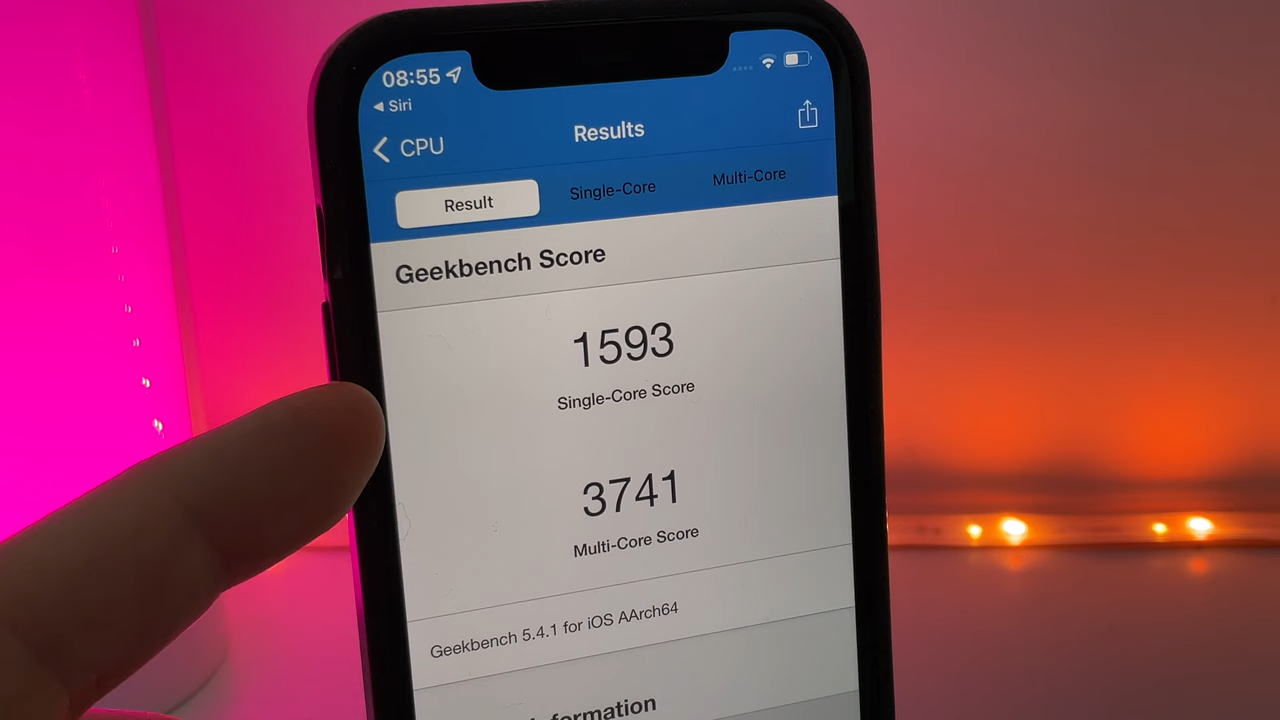 08:55
Siri
CPU
Results
Result
Single-Core
Multi-Core
Geekbench Score
1593
Single-Core Score
3741
Multi-Core Score
Geekbench 5.4.1 for iOS AArch64
formation